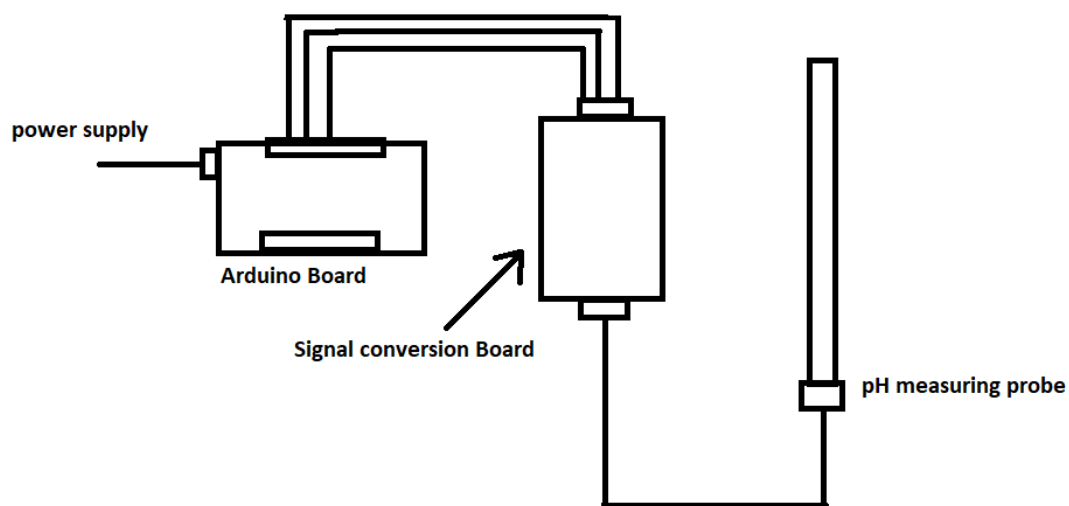 power supply
Arduino Board
Signal conversion Board
pH measuring probe